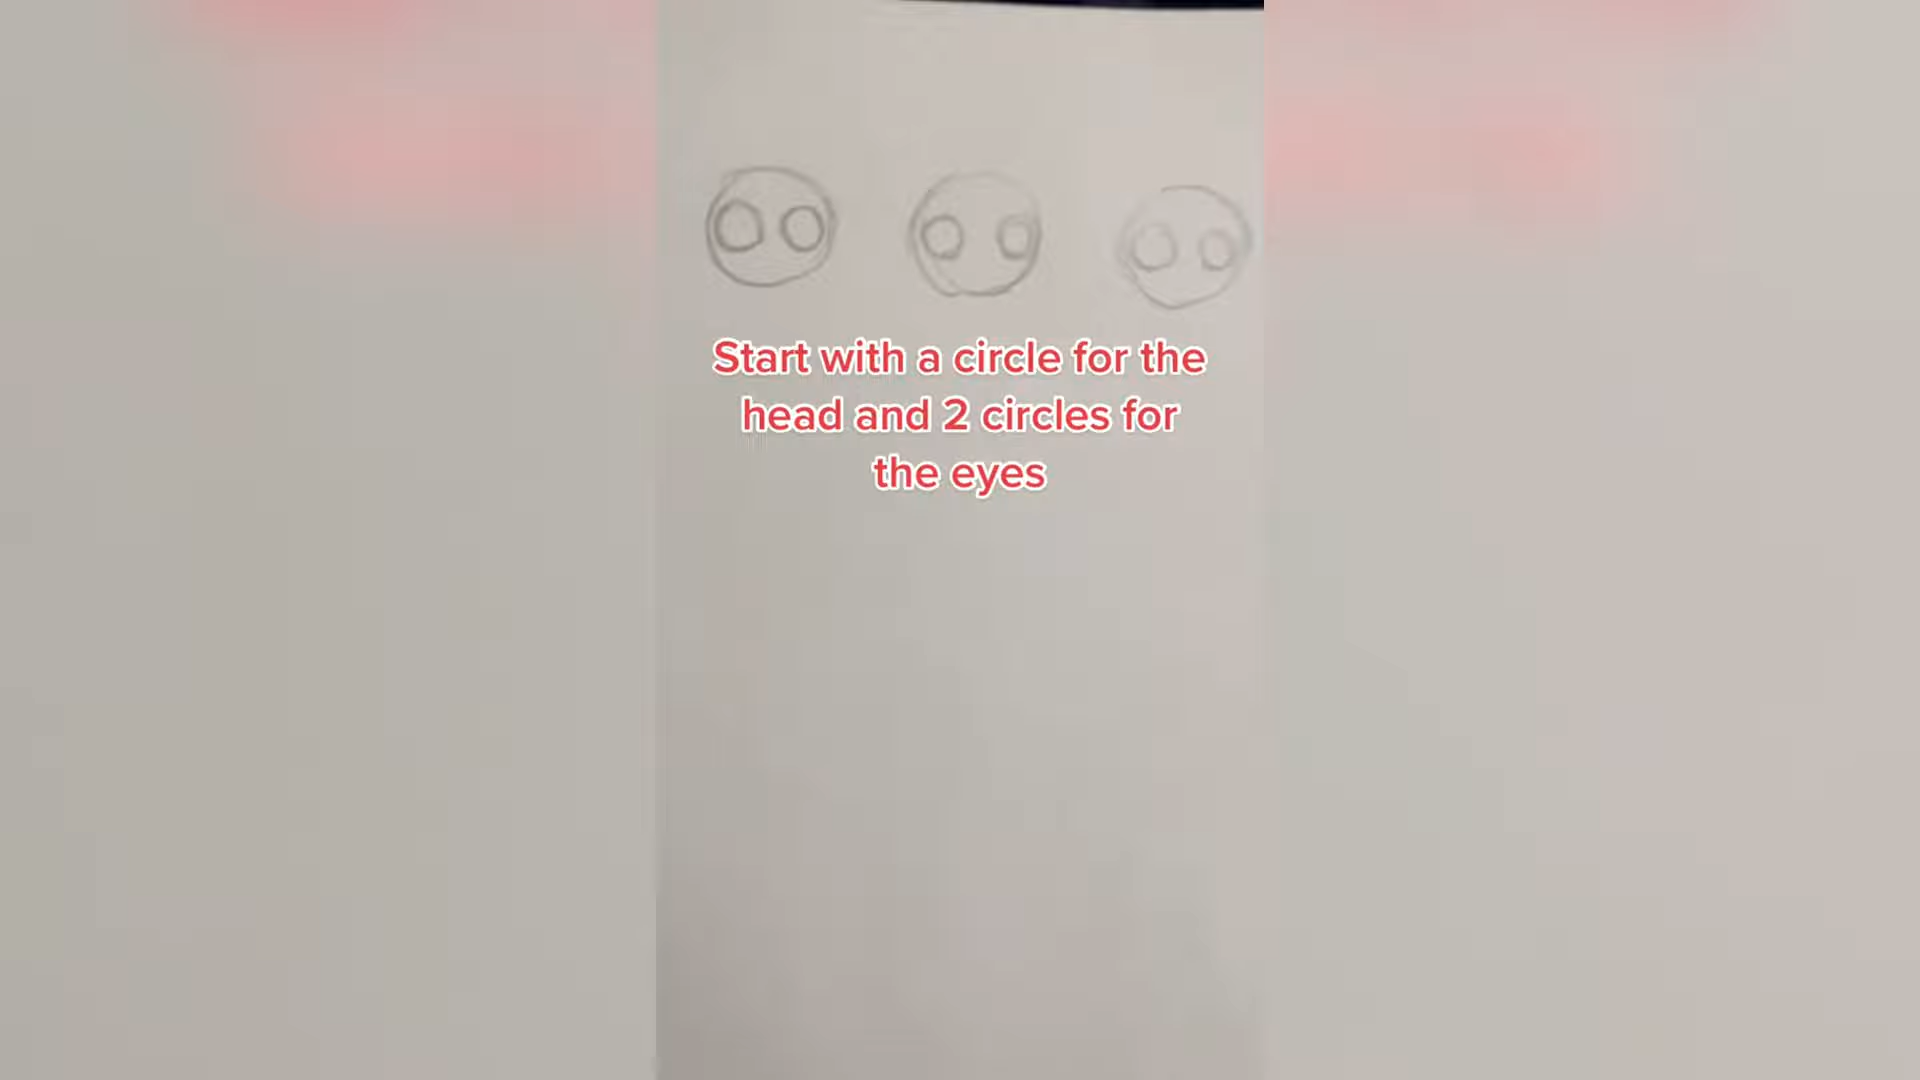 Start with a circle for the
head and 2 circles for
the eyes